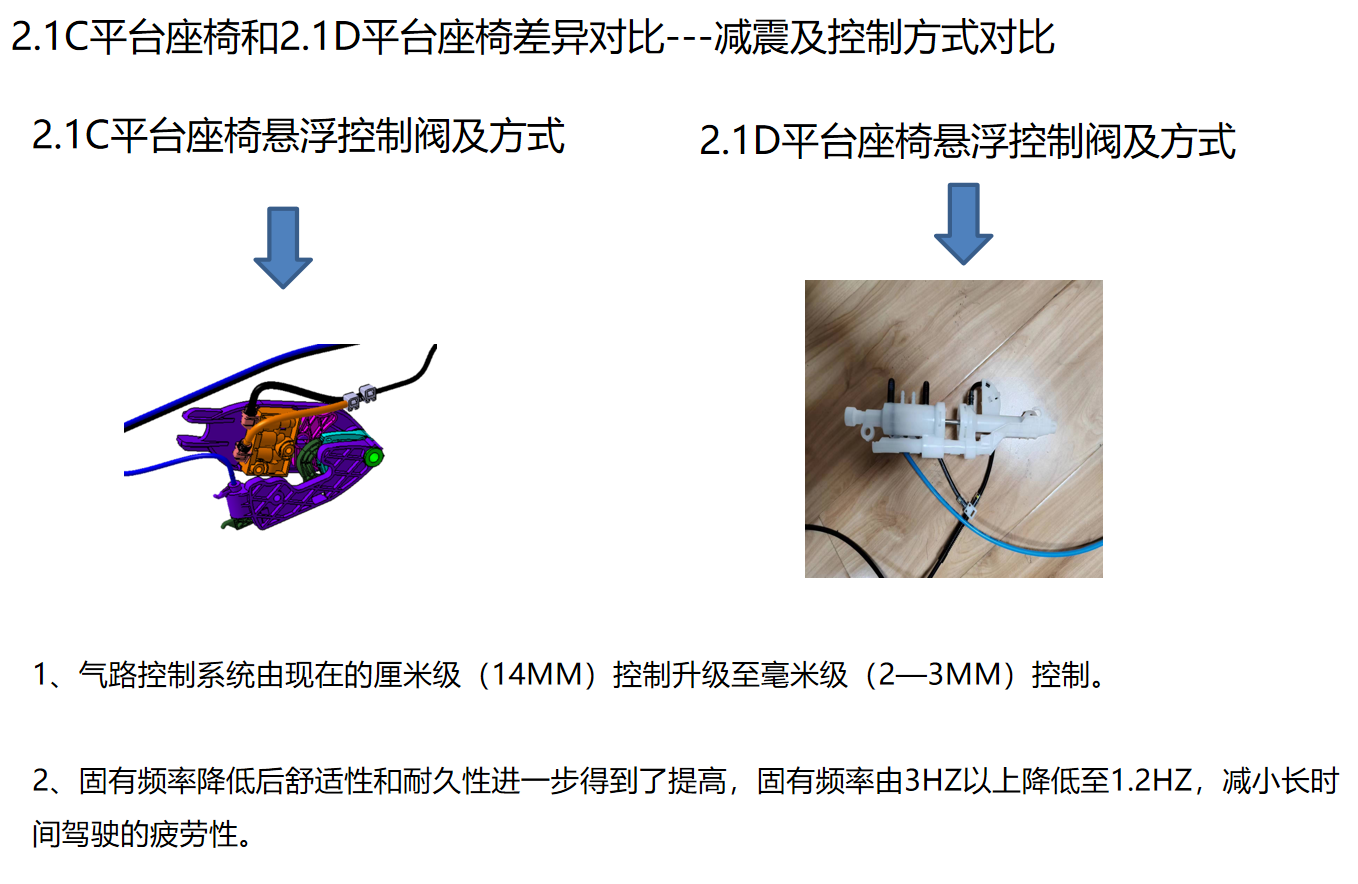 2.1C平台座椅和2.1D平台座椅差异对比---减震及控制方式对比
2.1C平台座椅悬浮控制阀及方式
2.1D平台座椅悬浮控制阀及方式
1、气路控制系统由现在的厘米级（14MM）控制升级至毫米级（2—3MM）控制。
2、固有频率降低后舒适性和耐久性进一步得到了提高，固有频率由3HZ以上降低至1.2HZ，减小长时
间驾驶的疲劳性。